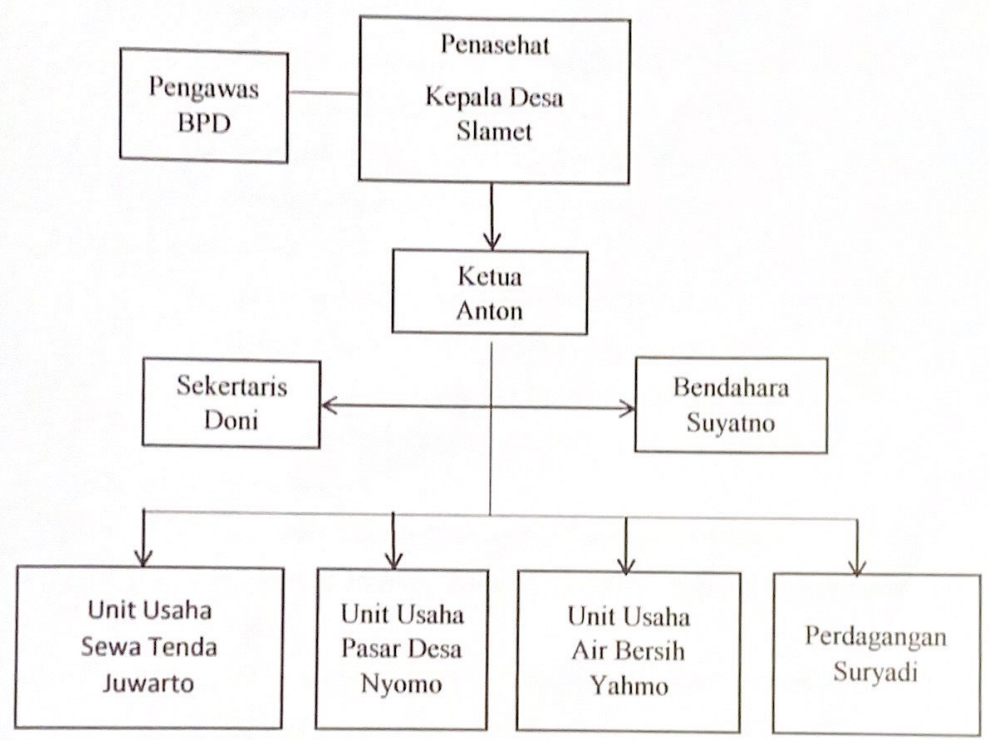 Penasehat
Kepala Desa
Slamet
Pengawas
BPD
Ketua
Anton
Sekertaris
Doni
Bendahara
Suyatno
Unit Usaha
Sewa Tenda
Juwarto
Unit Usaha
Pasar Desa
Nyomo
Unit Usaha
Air Bersih
Yahmo
Perdagangan
Suryadi